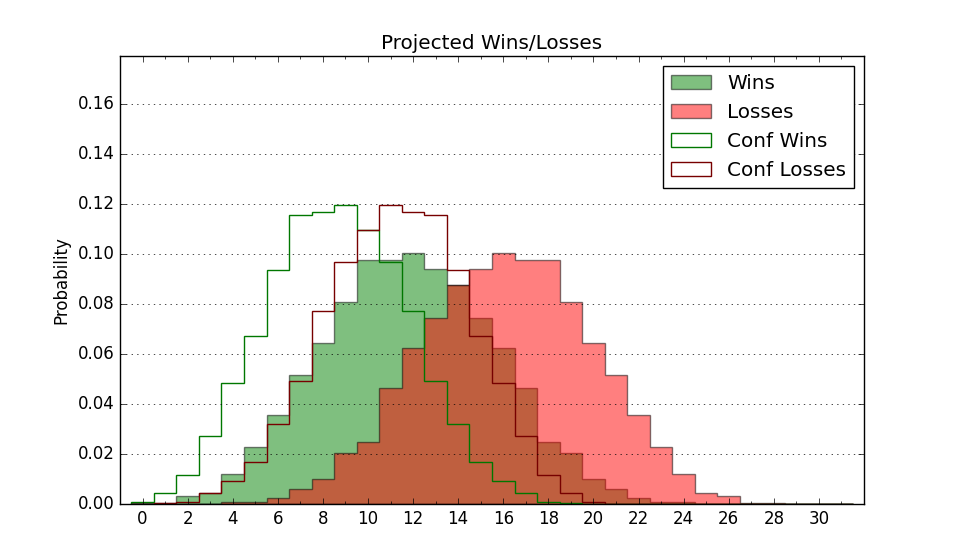 Projected Wins/Losses
Wins
Losses
Conf Wins
Conf Losses
Probability
0.16
0.14
0.12
0.10
0.08
0.06
0.04
0.02
0.00
0 2 4 6 8 10 12 14 16 18 20 22 24 26 28 30